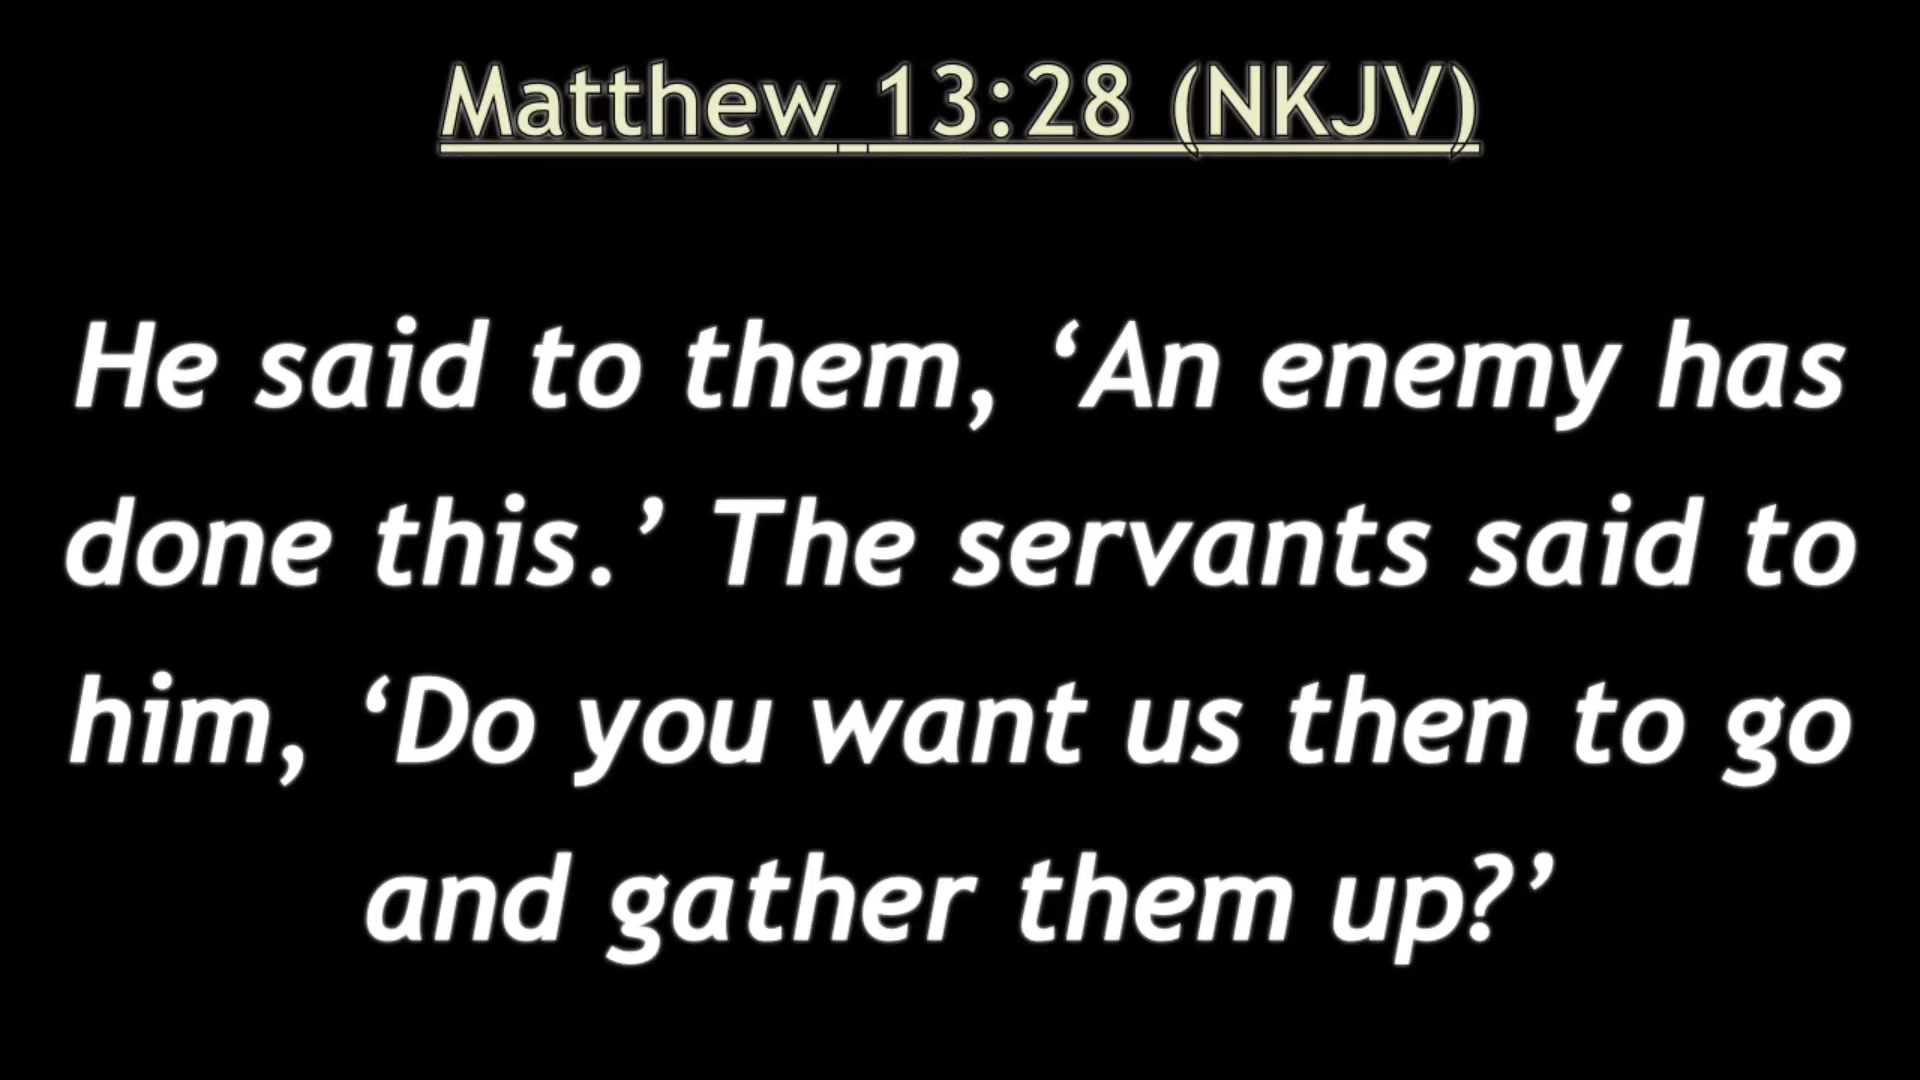 Matthew 13:28 (NKJV)
He said to them, ‘An enemy has
done this.’ The servants said to
him, ‘Do you want us then to go
and gather them up?’